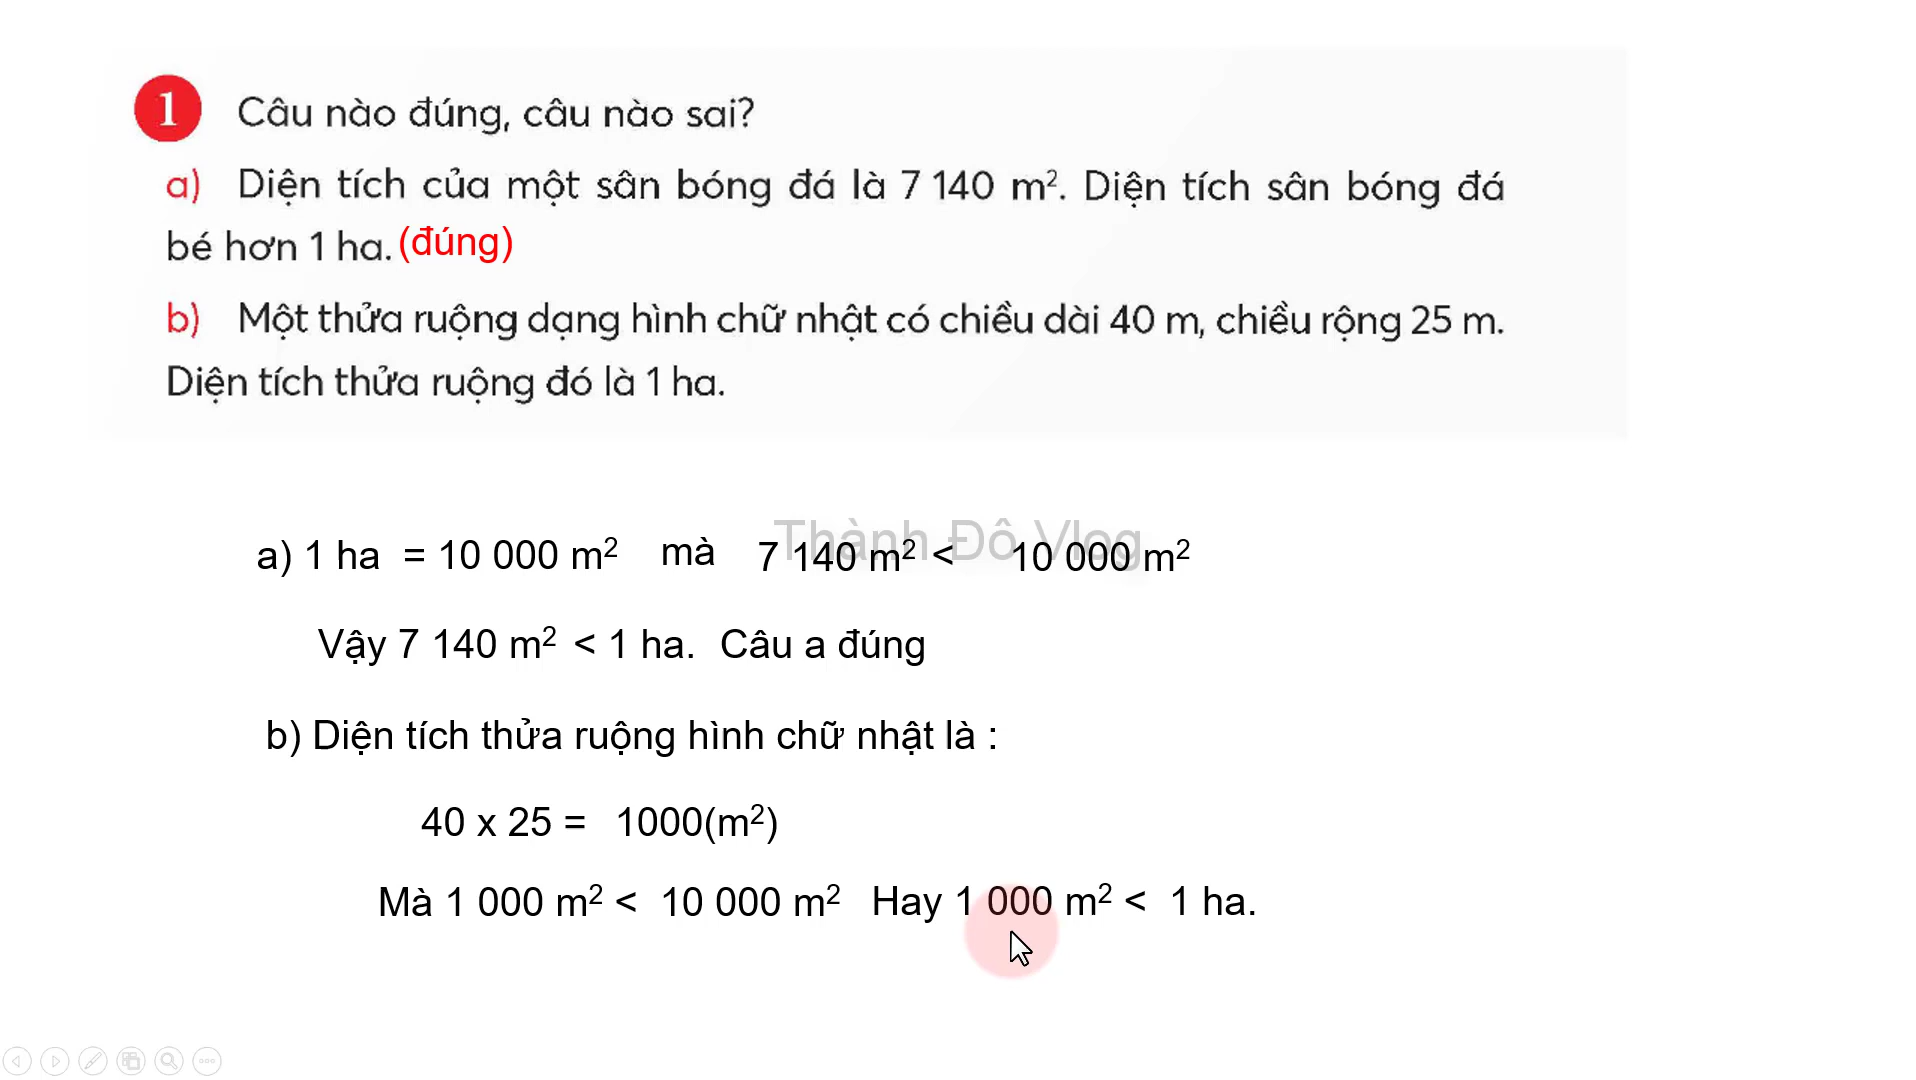 1 Câu nào đúng, câu nào sai?
a) Diện tích của một sân bóng đá là 7 140 m². Diện tích sân bóng đá
bé hơn 1 ha. (đúng)
b) Một thửa ruộng dạng hình chữ nhật có chiều dài 40 m, chiều rộng 25 m.
Diện tích thửa ruộng đó là 1 ha.
Thành Đô Vlog
a) 1 ha = 10 000 m² mà 7 140 m² < 10 000 m²
Vậy 7 140 m² < 1 ha. Câu a đúng
b) Diện tích thửa ruộng hình chữ nhật là :
40 x 25 = 1000(m²)
Mà 1 000 m² < 10 000 m² Hay 1 000 m² < 1 ha.